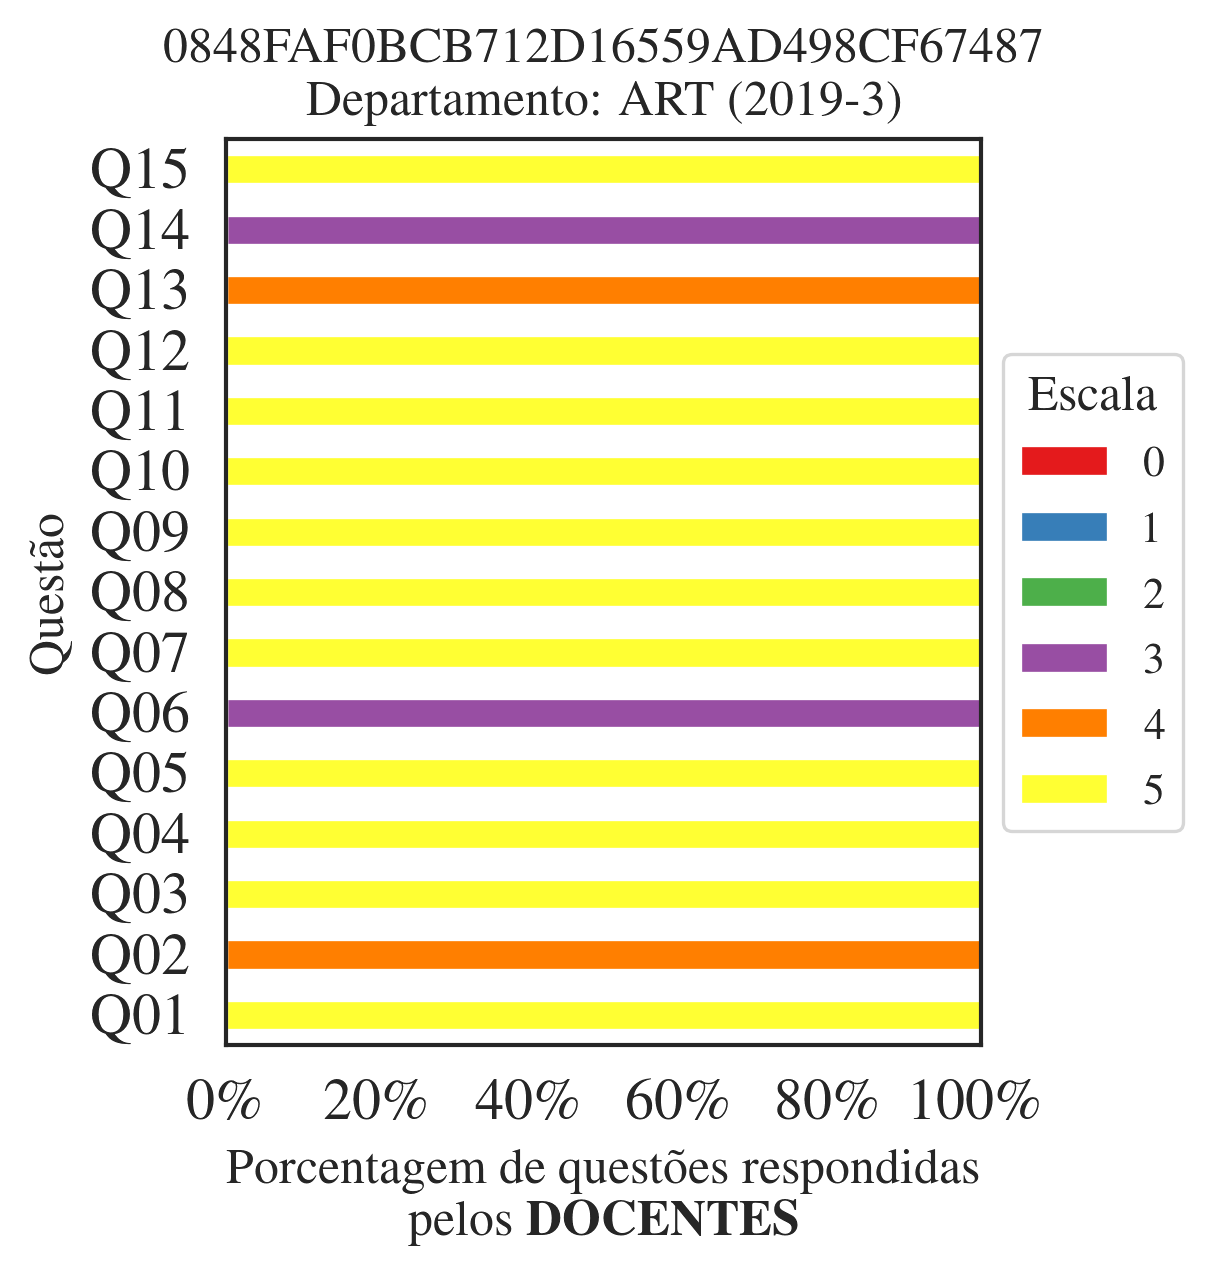 0848FAF0BCB712D16559AD498CF67487
Departamento: ART (2019-3)
Q15
Q14
Q13
Q12
Q11
Q10
Q09
Q08
Q07
Q06
Q05
Q04
Q03
Q02
Q01
Questão
0% 20% 40% 60% 80% 100%
Porcentagem de questões respondidas
pelos DOCENTES
Escala
0
1
2
3
4
5